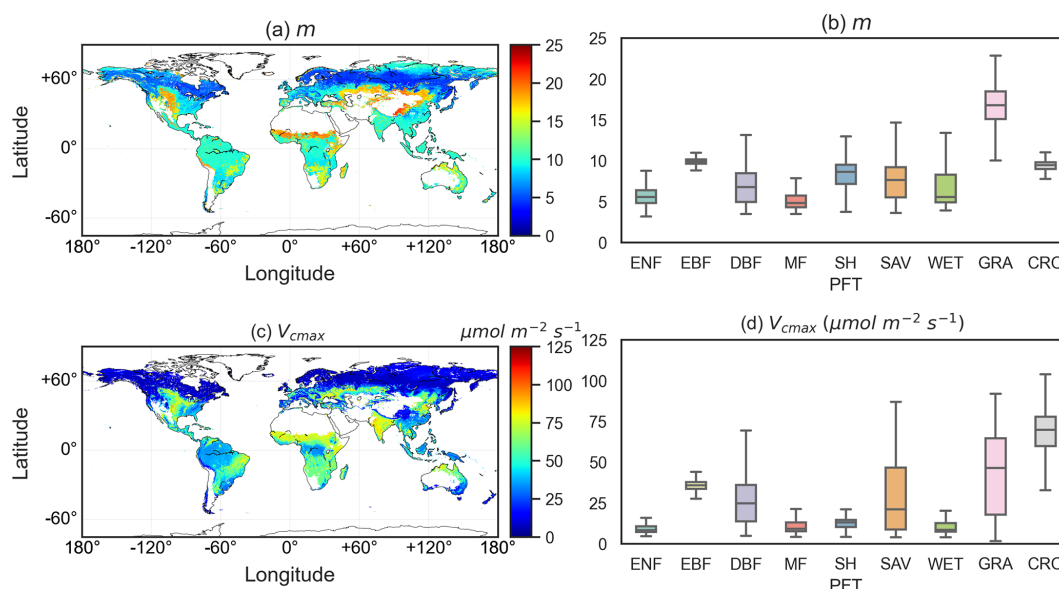 (a) m
Latitude
+60°
0°
-60°
180° -120° -60° 0° +60° +120° 180°
Longitude
25
20
15
10
5
0
(b) m
25
20
15
10
5
0
ENF EBF DBF MF SH SAV WET GRA CRO
PFT
(c) Vcmax
μmol m⁻² s⁻¹
Latitude
+60°
0°
-60°
180° -120° -60° 0° +60° +120° 180°
Longitude
125
100
75
50
25
0
(d) Vcmax (μmol m⁻² s⁻¹)
125
100
75
50
25
0
ENF EBF DBF MF SH SAV WET GRA CRO
PFT